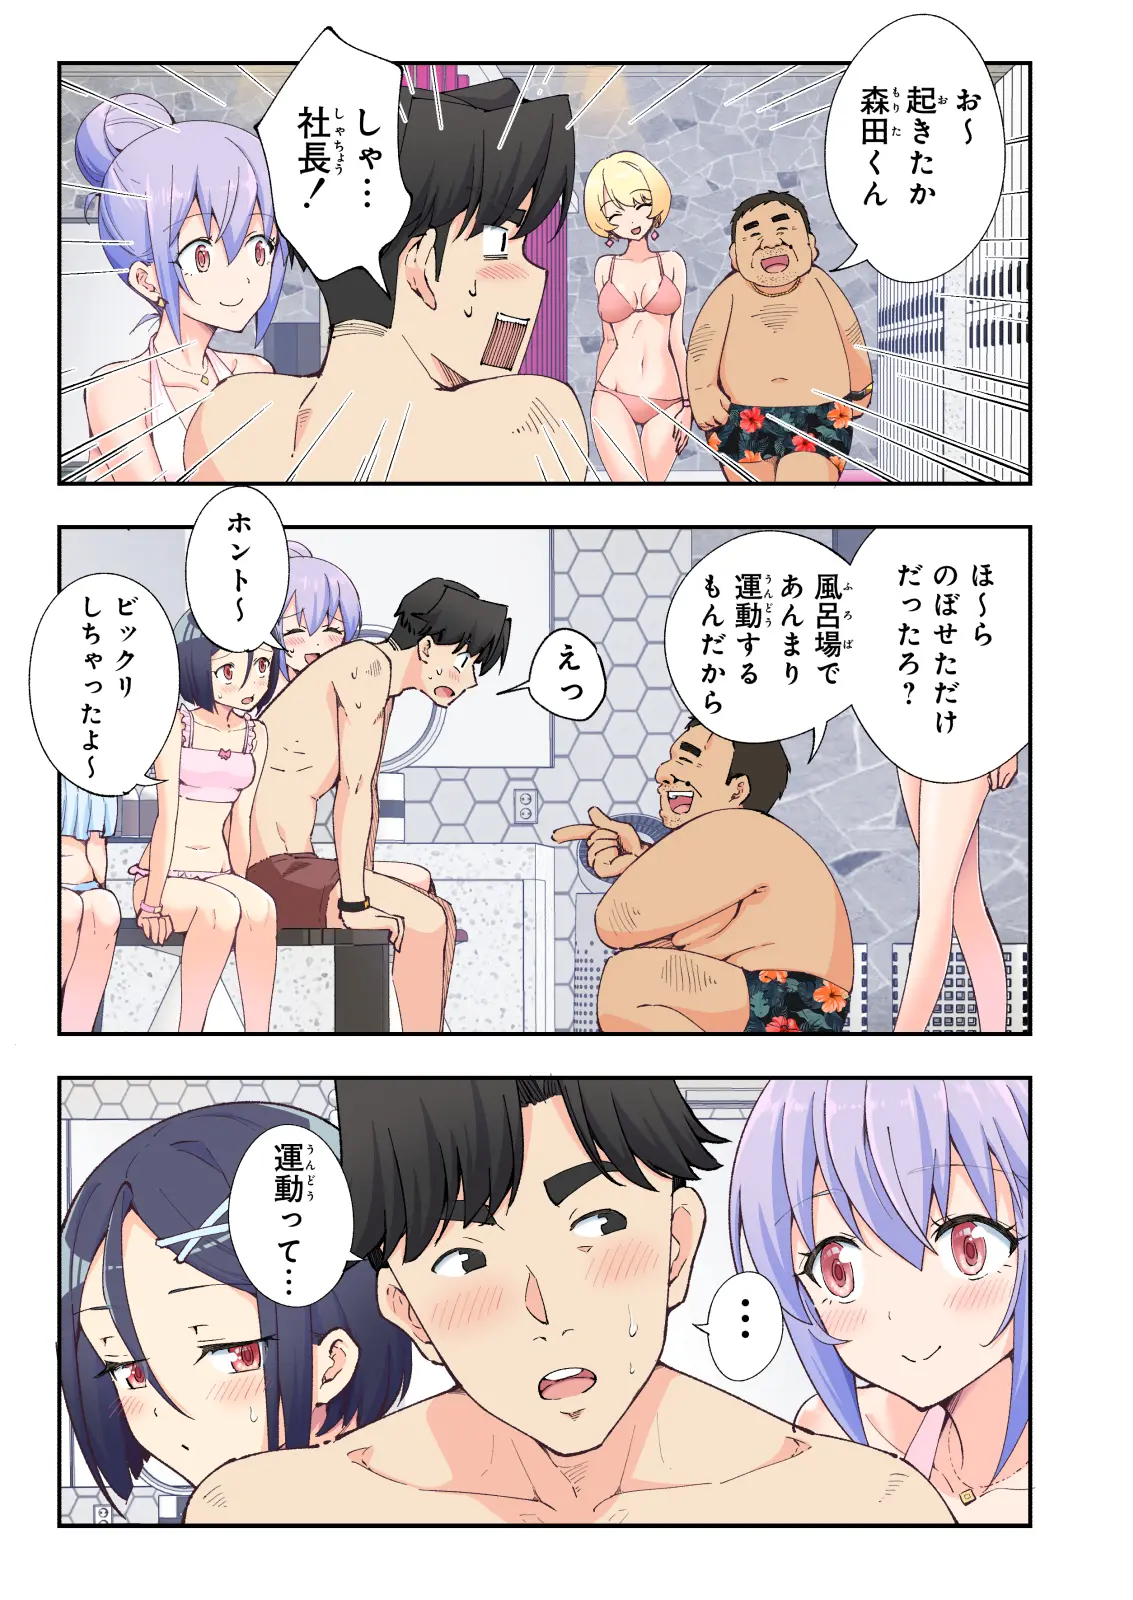 お～
起きたか
森田くん
しゃ…
社長！
ほ～ら
のぼせただけ
だったろ？
風呂場で
あんまり
運動する
もんだから
えっ
ホント～
ビックリ
しちゃったよ～
…
運動って…